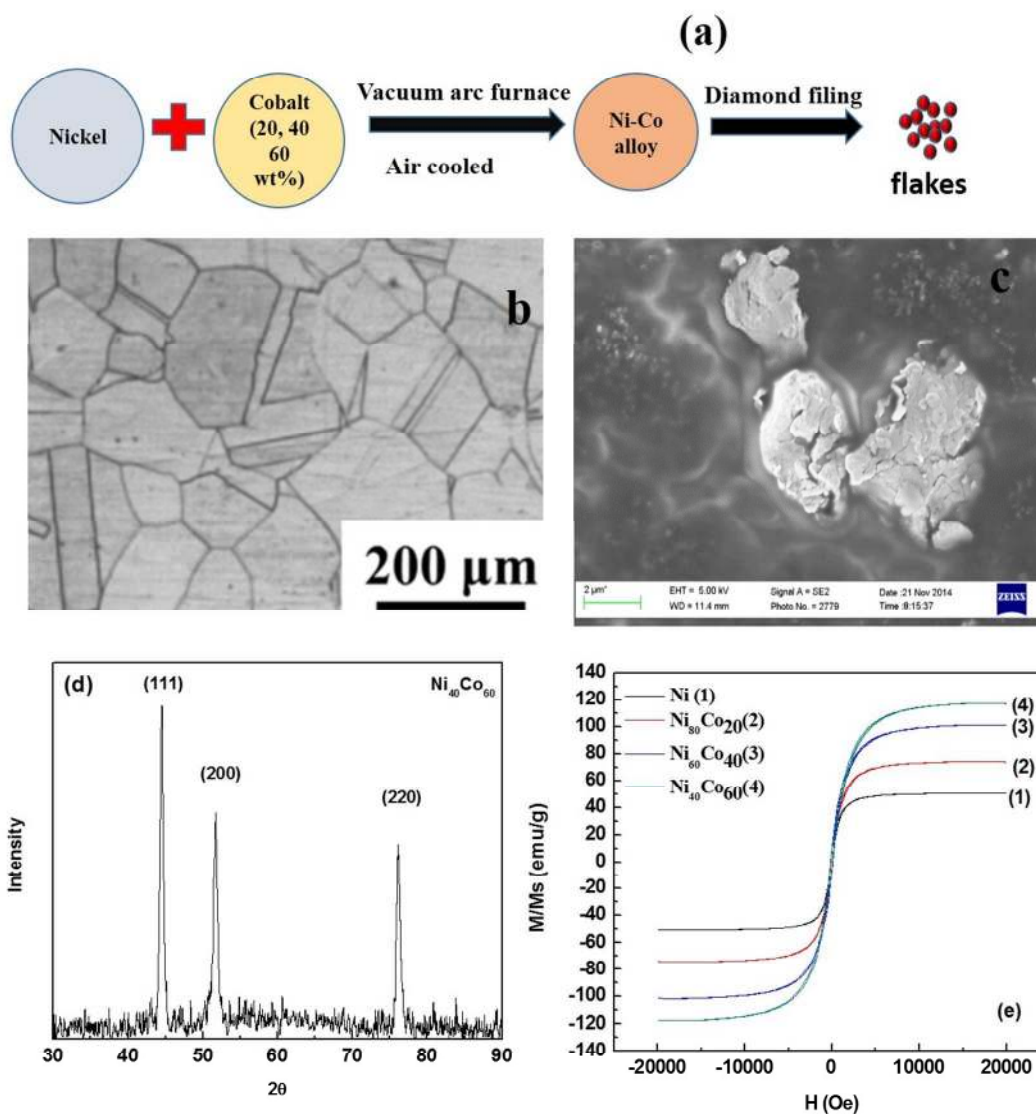 (a)
Nickel
Cobalt
(20, 40
60
wt%)
Vacuum arc furnace
Air cooled
Ni-Co
alloy
Diamond filing
flakes
b
200 µm
c
2 µm*
EHT = 5.00 kV
WD = 11.4 mm
Signal A = SE2
Photo No. = 2779
Date :21 Nov 2014
Time :9:15:37
ZEISS
(d)
(111)
(200)
(220)
Ni₄₀Co₆₀
Intensity
30 40 50 60 70 80 90
2θ
Ni (1)
Ni₈₀Co₂₀(2)
Ni₆₀Co₄₀(3)
Ni₄₀Co₆₀(4)
(4)
(3)
(2)
(1)
M/Ms (emu/g)
140
120
100
80
60
40
20
0
-20
-40
-60
-80
-100
-120
-140
(e)
-20000 -10000 0 10000 20000
H (Oe)